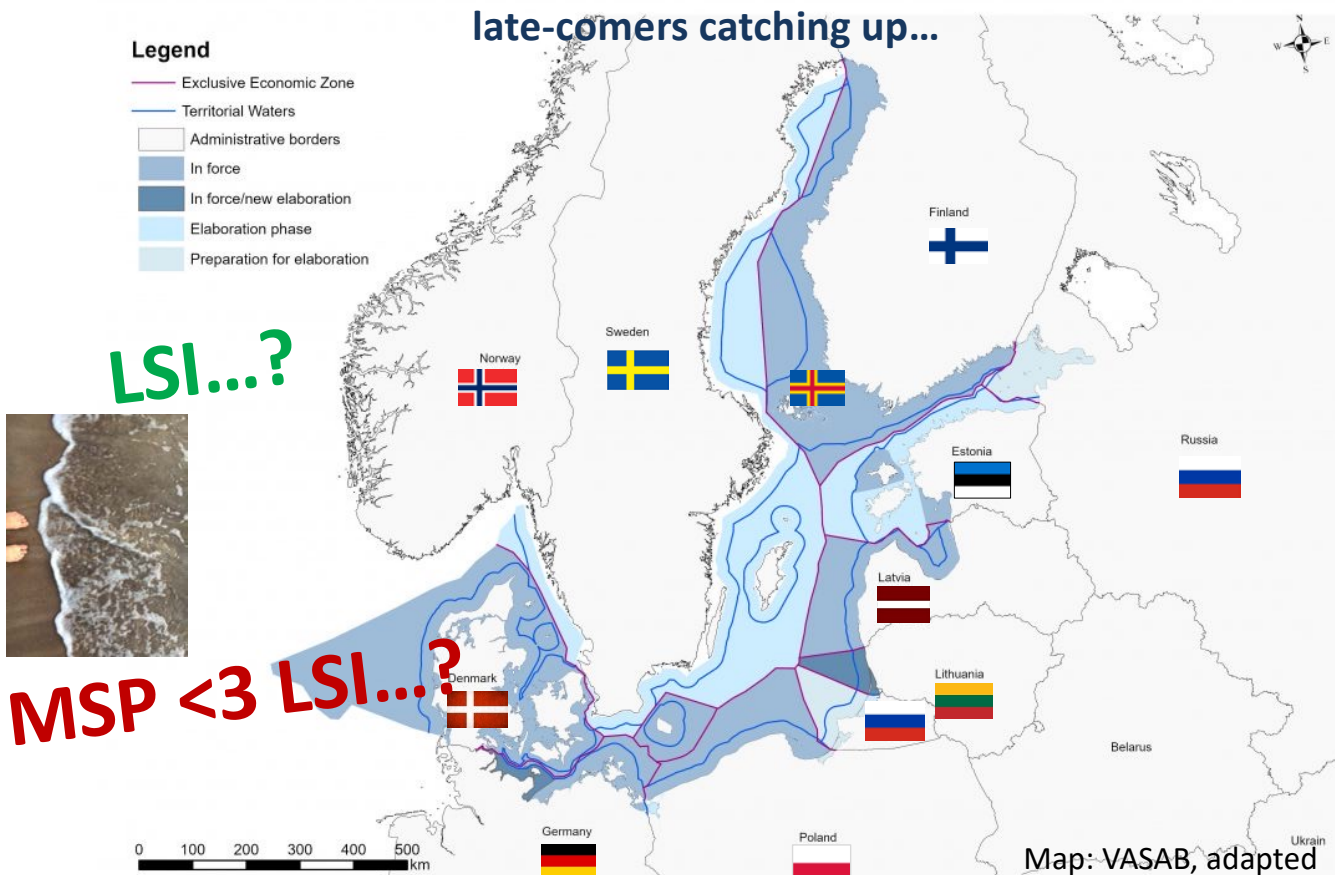 late-comers catching up...
Legend
Exclusive Economic Zone
Territorial Waters
Administrative borders
In force
In force/new elaboration
Elaboration phase
Preparation for elaboration
N
W E
S
Finland
LSI...?
Sweden
Norway
Estonia
Russia
Latvia
MSP <3 LSI...?
Denmark
Lithuania
Belarus
Germany
Poland
Ukrain
0 100 200 300 400 500
km
Map: VASAB, adapted